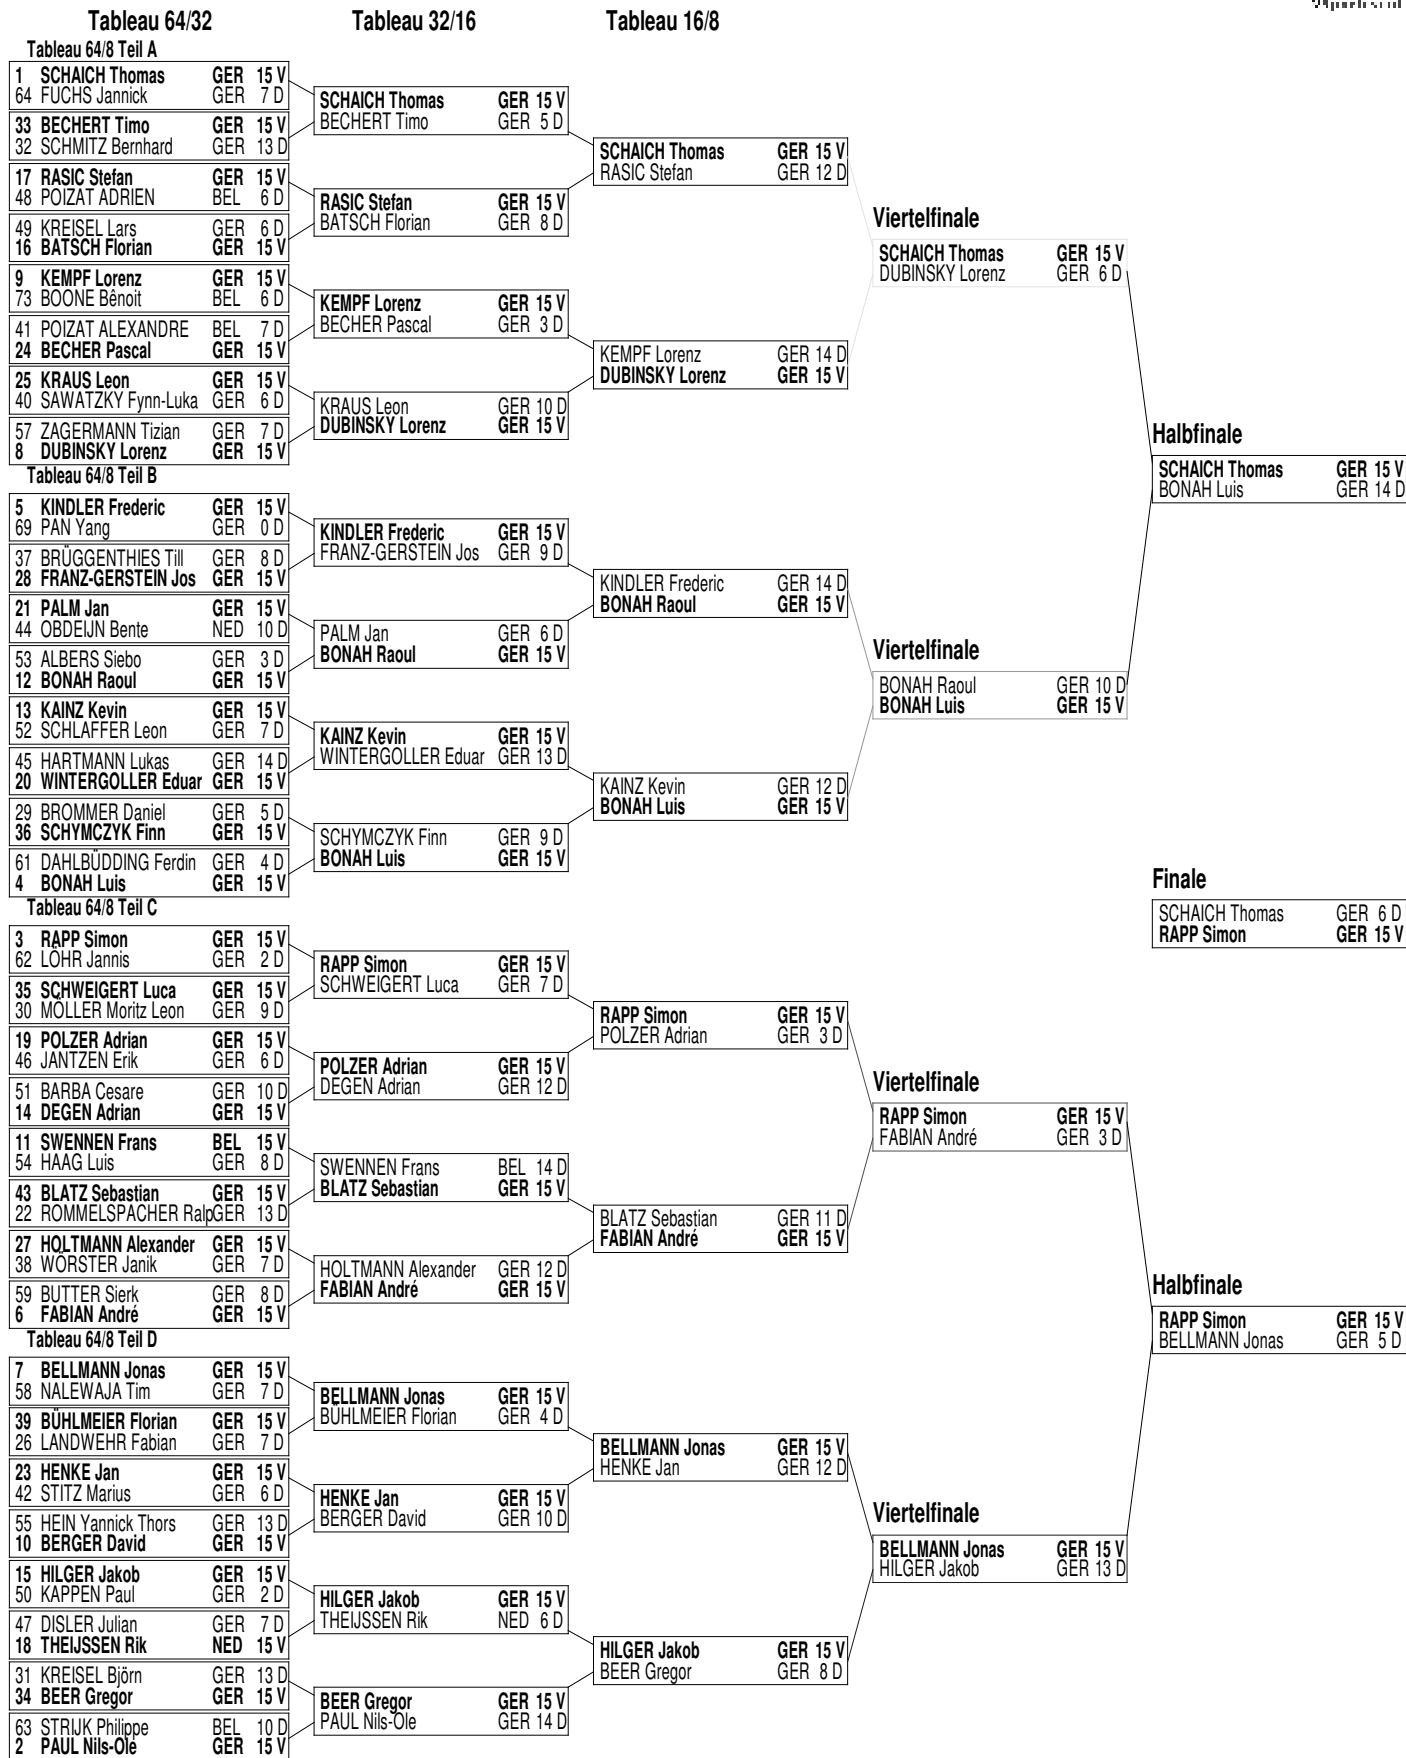 Tableau 64/32
Tableau 32/16
Tableau 16/8
Tableau 64/8 Teil A
1 SCHAICH Thomas GER 15 V
64 FUCHS Jannick GER 7 D
33 BECHERT Timo GER 15 V
32 SCHMITZ Bernhard GER 13 D
17 RASIC Stefan GER 15 V
48 POIZAT ADRIEN BEL 6 D
49 KREISEL Lars GER 6 D
16 BATSCH Florian GER 15 V
9 KEMPF Lorenz GER 15 V
73 BOONE Bênoit BEL 6 D
41 POIZAT ALEXANDRE BEL 7 D
24 BECHER Pascal GER 15 V
25 KRAUS Leon GER 15 V
40 SAWATZKY Fynn-Luka GER 6 D
57 ZAGERMANN Tizian GER 7 D
8 DUBINSKY Lorenz GER 15 V
Tableau 64/8 Teil B
5 KINDLER Frederic GER 15 V
69 PAN Yang GER 0 D
37 BRÜGGENTHIES Till GER 8 D
28 FRANZ-GERSTEIN Jos GER 15 V
21 PALM Jan GER 15 V
44 OBDEIJN Bente NED 10 D
53 ALBERS Siebo GER 3 D
12 BONAH Raoul GER 15 V
13 KAINZ Kevin GER 15 V
52 SCHLAFFER Leon GER 7 D
45 HARTMANN Lukas GER 14 D
20 WINTERGOLLER Eduar GER 15 V
29 BROMMER Daniel GER 5 D
36 SCHYMCZYK Finn GER 15 V
61 DAHLBÜDDING Ferdin GER 4 D
4 BONAH Luis GER 15 V
Tableau 64/8 Teil C
3 RAPP Simon GER 15 V
62 LÖHR Jannis GER 2 D
35 SCHWEIGERT Luca GER 15 V
30 MÖLLER Moritz Leon GER 9 D
19 POLZER Adrian GER 15 V
46 JANTZEN Erik GER 6 D
51 BARBA Cesare GER 10 D
14 DEGEN Adrian GER 15 V
11 SWENNEN Frans BEL 15 V
54 HAAG Luis GER 8 D
43 BLATZ Sebastian GER 15 V
22 ROMMELSPACHER Ralp GER 13 D
27 HOLTMANN Alexander GER 15 V
38 WÖRSTER Janik GER 7 D
59 BUTTER Sierk GER 8 D
6 FABIAN André GER 15 V
Tableau 64/8 Teil D
7 BELLMANN Jonas GER 15 V
58 NALEWAJA Tim GER 7 D
39 BÜHLMEIER Florian GER 15 V
26 LANDWEHR Fabian GER 7 D
23 HENKE Jan GER 15 V
42 STITZ Marius GER 6 D
55 HEIN Yannick Thors GER 13 D
10 BERGER David GER 15 V
15 HILGER Jakob GER 15 V
50 KAPPEN Paul GER 2 D
47 DISLER Julian GER 7 D
18 THEIJSSEN Rik NED 15 V
31 KREISEL Björn GER 13 D
34 BEER Gregor GER 15 V
63 STRIJK Philippe BEL 10 D
2 PAUL Nils-Ole GER 15 V
SCHAICH Thomas GER 15 V
BECHERT Timo GER 5 D
RASIC Stefan GER 15 V
BATSCH Florian GER 8 D
KEMPF Lorenz GER 15 V
BECHER Pascal GER 3 D
KRAUS Leon GER 10 D
DUBINSKY Lorenz GER 15 V
KINDLER Frederic GER 15 V
FRANZ-GERSTEIN Jos GER 9 D
PALM Jan GER 6 D
BONAH Raoul GER 15 V
KAINZ Kevin GER 15 V
WINTERGOLLER Eduar GER 13 D
SCHYMCZYK Finn GER 9 D
BONAH Luis GER 15 V
RAPP Simon GER 15 V
SCHWEIGERT Luca GER 7 D
POLZER Adrian GER 15 V
DEGEN Adrian GER 12 D
SWENNEN Frans BEL 14 D
BLATZ Sebastian GER 15 V
HOLTMANN Alexander GER 12 D
FABIAN André GER 15 V
BELLMANN Jonas GER 15 V
BÜHLMEIER Florian GER 4 D
HENKE Jan GER 15 V
BERGER David GER 10 D
HILGER Jakob GER 15 V
THEIJSSEN Rik NED 6 D
BEER Gregor GER 15 V
PAUL Nils-Ole GER 14 D
SCHAICH Thomas GER 15 V
RASIC Stefan GER 12 D
KEMPF Lorenz GER 14 D
DUBINSKY Lorenz GER 15 V
KINDLER Frederic GER 14 D
BONAH Raoul GER 15 V
KAINZ Kevin GER 12 D
BONAH Luis GER 15 V
RAPP Simon GER 15 V
POLZER Adrian GER 3 D
BLATZ Sebastian GER 11 D
FABIAN André GER 15 V
BELLMANN Jonas GER 15 V
HENKE Jan GER 12 D
HILGER Jakob GER 15 V
BEER Gregor GER 8 D
Viertelfinale
SCHAICH Thomas GER 15 V
DUBINSKY Lorenz GER 6 D
Viertelfinale
BONAH Raoul GER 10 D
BONAH Luis GER 15 V
Viertelfinale
RAPP Simon GER 15 V
FABIAN André GER 3 D
Viertelfinale
BELLMANN Jonas GER 15 V
HILGER Jakob GER 13 D
Halbfinale
SCHAICH Thomas GER 15 V
BONAH Luis GER 14 D
Finale
SCHAICH Thomas GER 6 D
RAPP Simon GER 15 V
Halbfinale
RAPP Simon GER 15 V
BELLMANN Jonas GER 5 D